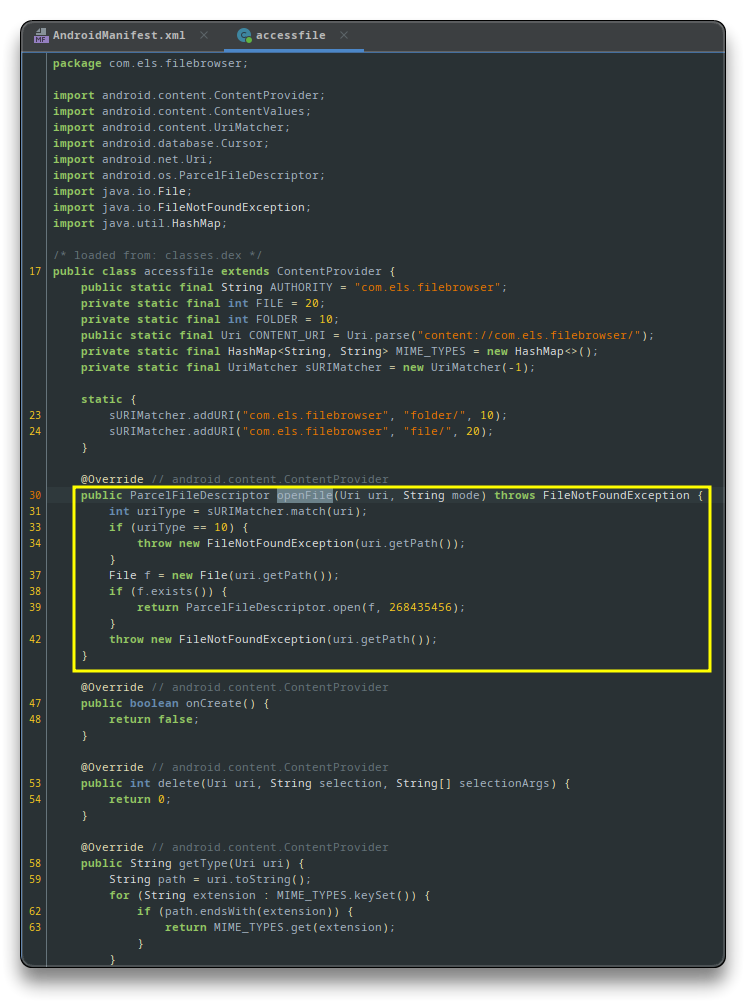 AndroidManifest.xml accessfile
package com.els.filebrowser;
import android.content.ContentProvider;
import android.content.ContentValues;
import android.content.UriMatcher;
import android.database.Cursor;
import android.net.Uri;
import android.os.ParcelFileDescriptor;
import java.io.File;
import java.io.FileNotFoundException;
import java.util.HashMap;
/* loaded from: classes.dex */
17 public class accessfile extends ContentProvider {
public static final String AUTHORITY = "com.els.filebrowser";
private static final int FILE = 20;
private static final int FOLDER = 10;
public static final Uri CONTENT_URI = Uri.parse("content://com.els.filebrowser/");
private static final HashMap<String, String> MIME_TYPES = new HashMap<>();
private static final UriMatcher sURIMatcher = new UriMatcher(-1);
static {
23 sURIMatcher.addURI("com.els.filebrowser", "folder/", 10);
24 sURIMatcher.addURI("com.els.filebrowser", "file/", 20);
}
@Override // android.content.ContentProvider
30 public ParcelFileDescriptor openFile(Uri uri, String mode) throws FileNotFoundException {
31 int uriType = sURIMatcher.match(uri);
33 if (uriType == 10) {
34 throw new FileNotFoundException(uri.getPath());
}
37 File f = new File(uri.getPath());
38 if (f.exists()) {
39 return ParcelFileDescriptor.open(f, 268435456);
}
42 throw new FileNotFoundException(uri.getPath());
}
@Override // android.content.ContentProvider
47 public boolean onCreate() {
48 return false;
}
@Override // android.content.ContentProvider
53 public int delete(Uri uri, String selection, String[] selectionArgs) {
54 return 0;
}
@Override // android.content.ContentProvider
58 public String getType(Uri uri) {
59 String path = uri.toString();
for (String extension : MIME_TYPES.keySet()) {
62 if (path.endsWith(extension)) {
63 return MIME_TYPES.get(extension);
}
}